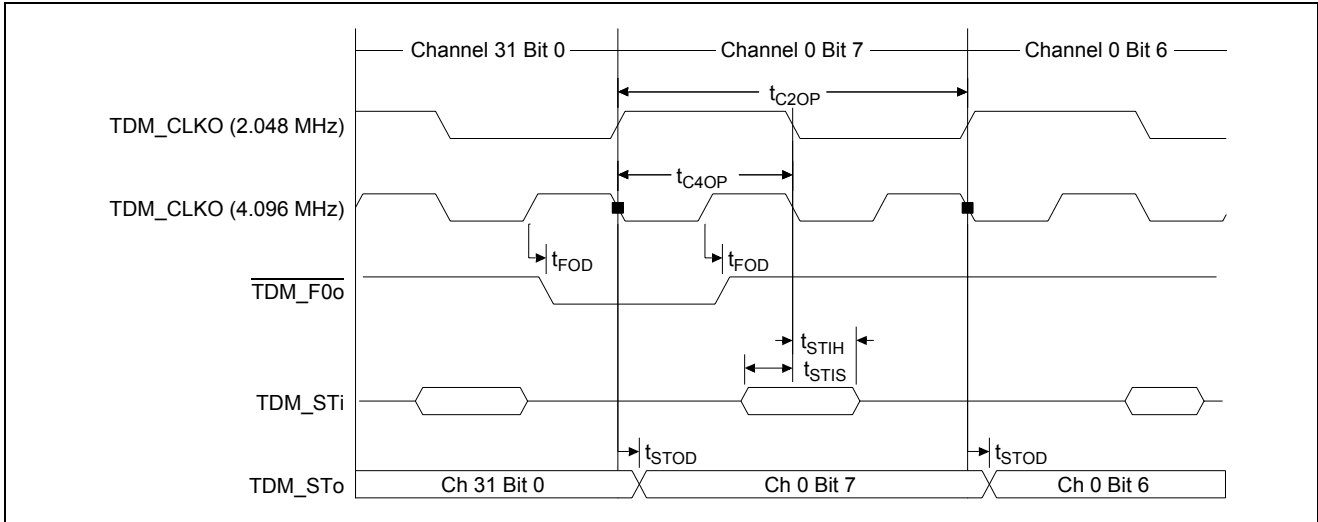 Channel 31 Bit 0 Channel 0 Bit 7 Channel 0 Bit 6
tC2OP
TDM_CLKO (2.048 MHz)
tC4OP
TDM_CLKO (4.096 MHz)
tFOD tFOD
TDM_F0o
tSTIH
tSTIS
TDM_STi
tSTOD tSTOD
TDM_STo Ch 31 Bit 0 Ch 0 Bit 7 Ch 0 Bit 6